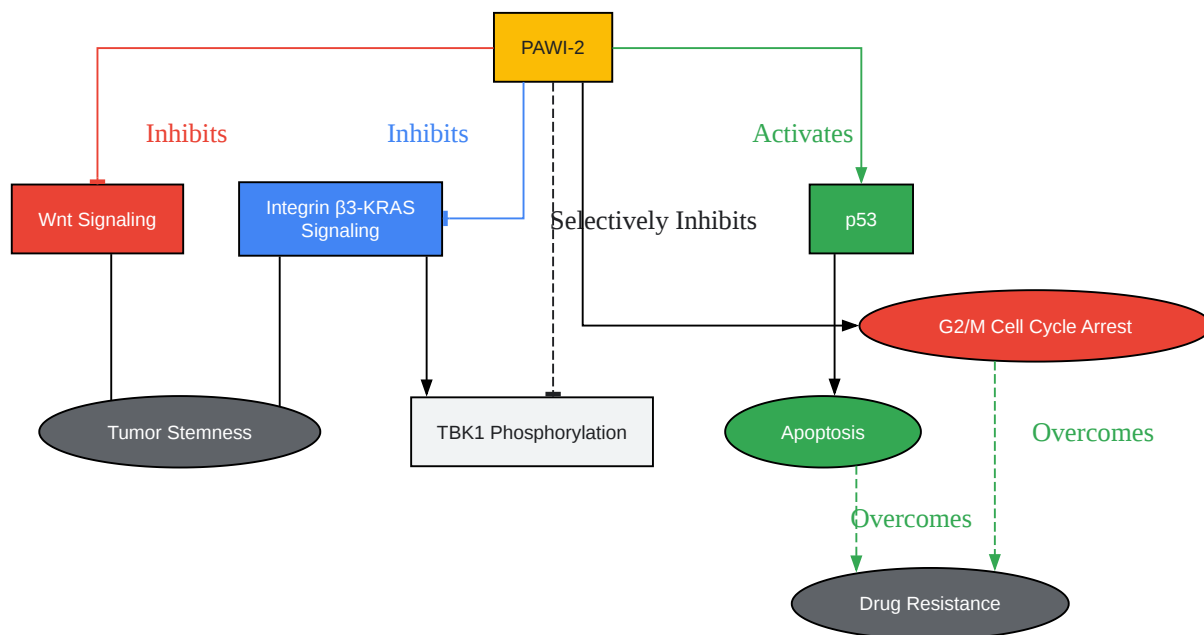 PAWI-2
Inhibits
Inhibits
Activates
Wnt Signaling
Integrin β3-KRAS
Signaling
Selectively Inhibits
p53
G2/M Cell Cycle Arrest
Tumor Stemness
TBK1 Phosphorylation
Apoptosis
Overcomes
Overcomes
Drug Resistance